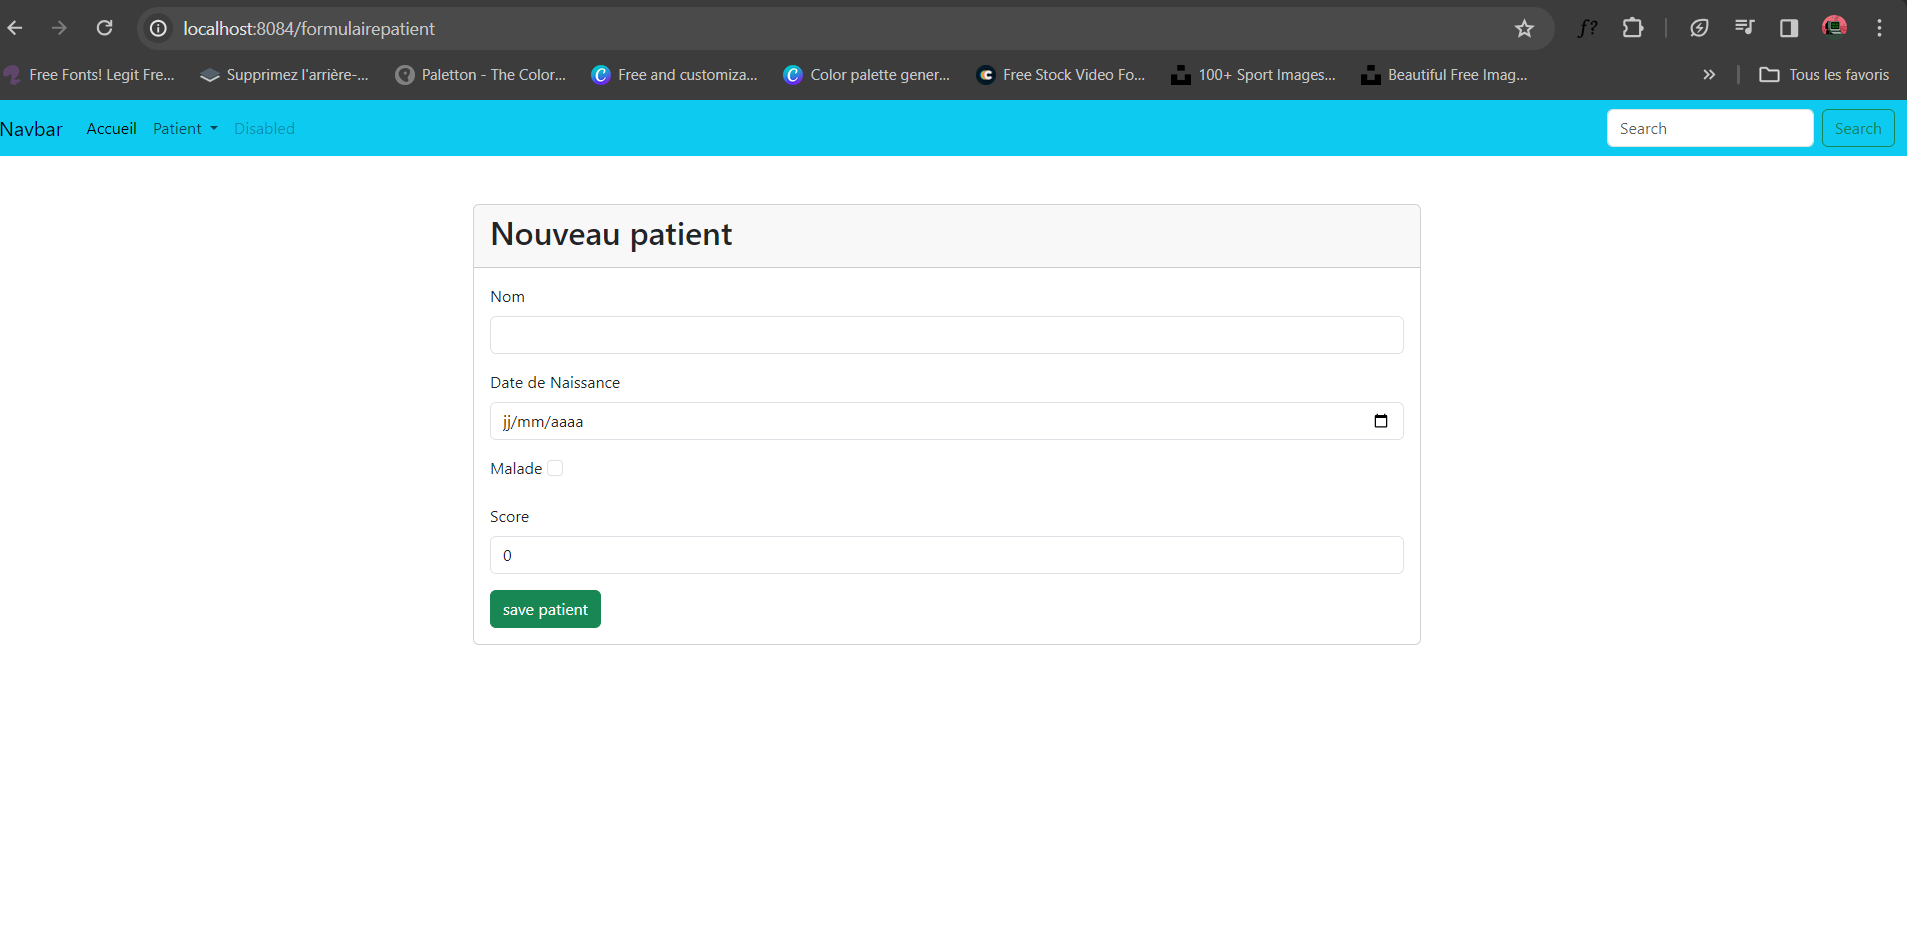 localhost:8084/formulairepatient
Free Fonts! Legit Fre... Supprimez l'arrière-... Paletton - The Color... Free and customiza... Color palette gener... Free Stock Video Fo... 100+ Sport Images... Beautiful Free Imag... » Tous les favoris
Navbar Accueil Patient Disabled Search Search
Nouveau patient
Nom
Date de Naissance
jj/mm/aaaa
Malade
Score
0
save patient